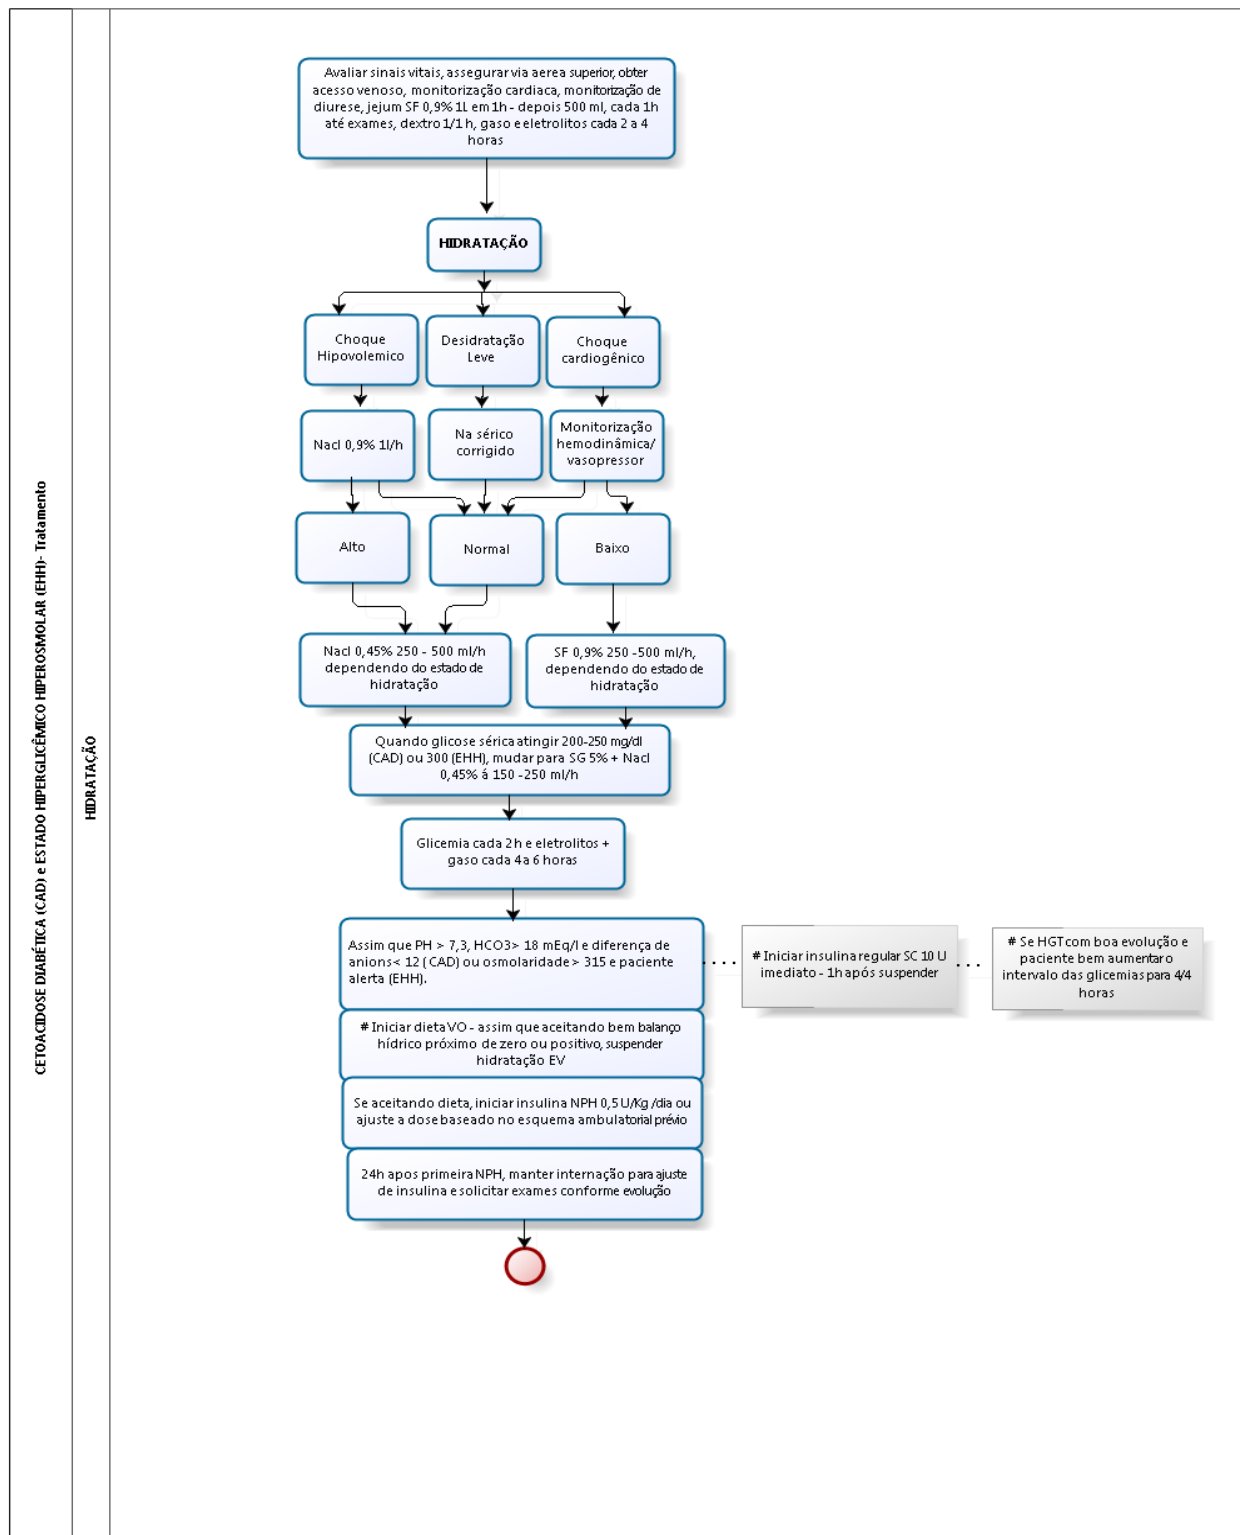 CETOACIDOSE DIABÉTICA (CAD) e ESTADO HIPERGLICÊMICO HIPEROSMOLAR (EHH)- Tratamento
HIDRATAÇÃO
Avaliar sinais vitais, assegurar via aerea superior, obter
acesso venoso, monitorização cardiaca, monitorização de
diurese, jejum SF 0,9% 1L em 1h - depois 500 ml, cada 1h
até exames, dextro 1/1 h, gaso e eletrolitos cada 2 a 4
horas
HIDRATAÇÃO
Choque
Hipovolemico
Desidratação
Leve
Choque
cardiogênico
Nacl 0,9% 1l/h
Na sérico
corrigido
Monitorização
hemodinâmica/
vasopressor
Alto
Normal
Baixo
Nacl 0,45% 250 - 500 ml/h
dependendo do estado de
hidratação
SF 0,9% 250 -500 ml/h,
dependendo do estado de
hidratação
Quando glicose sérica atingir 200-250 mg/dl
(CAD) ou 300 (EHH), mudar para SG 5% + Nacl
0,45% á 150 -250 ml/h
Glicemia cada 2h e eletrolitos +
gaso cada 4 a 6 horas
Assim que PH > 7,3, HCO3> 18 mEq/l e diferença de
anions < 12 ( CAD) ou osmolaridade > 315 e paciente
alerta (EHH).
# Iniciar insulina regular SC 10 U
imediato - 1h após suspender
# Se HGT com boa evolução e
paciente bem aumentar o
intervalo das glicemias para 4/4
horas
# Iniciar dieta VO - assim que aceitando bem balanço
hídrico próximo de zero ou positivo, suspender
hidratação EV
Se aceitando dieta, iniciar insulina NPH 0,5 U/Kg /dia ou
ajuste a dose baseado no esquema ambulatorial prévio
24h apos primeira NPH, manter internação para ajuste
de insulina e solicitar exames conforme evolução